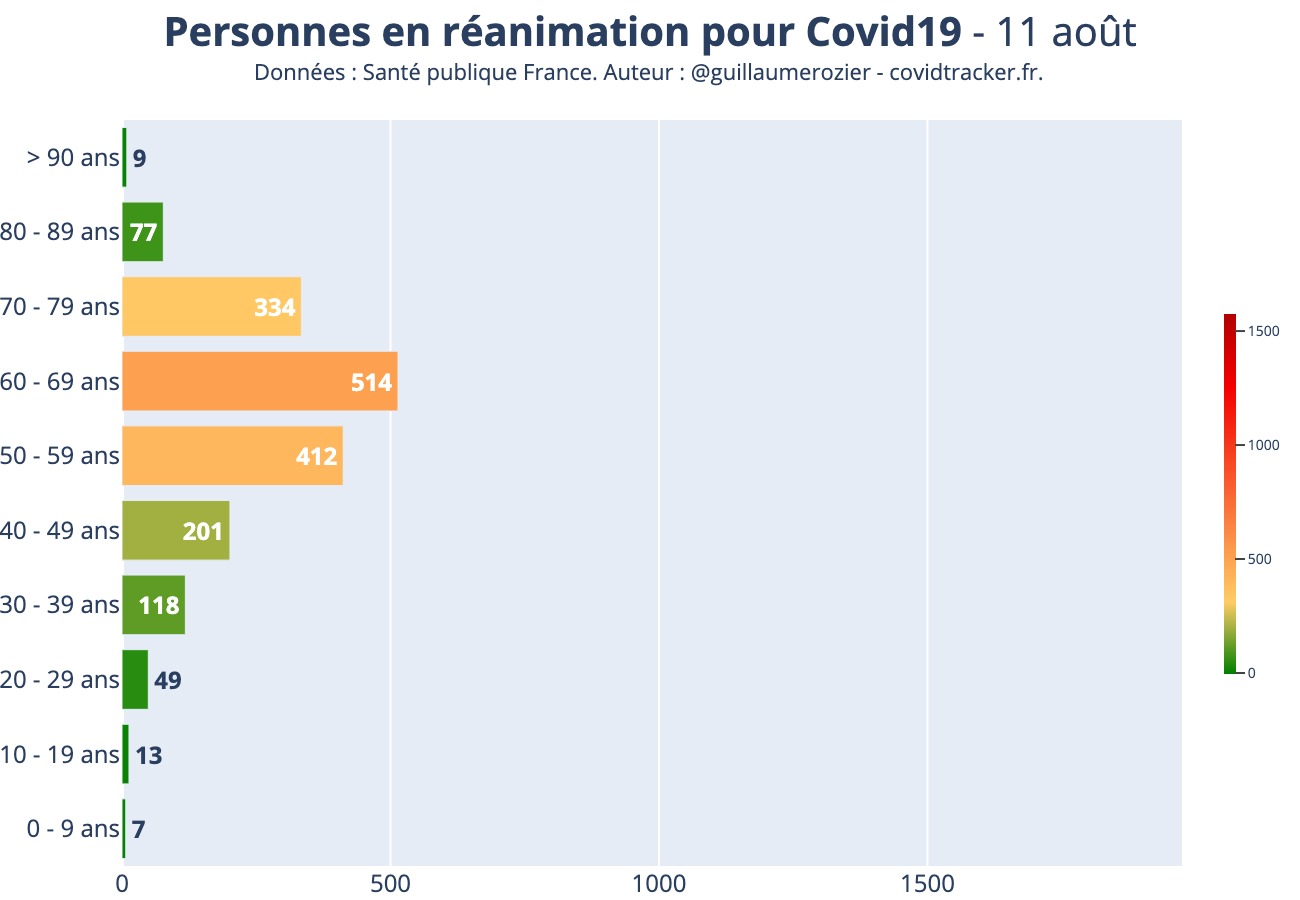 Personnes en réanimation pour Covid19 - 11 août
Données : Santé publique France. Auteur : @guillaumerozier - covidtracker.fr.
> 90 ans 9
80 - 89 ans 77
70 - 79 ans 334
60 - 69 ans 514
50 - 59 ans 412
40 - 49 ans 201
30 - 39 ans 118
20 - 29 ans 49
10 - 19 ans 13
0 - 9 ans 7
0 500 1000 1500
1500
1000
500
0